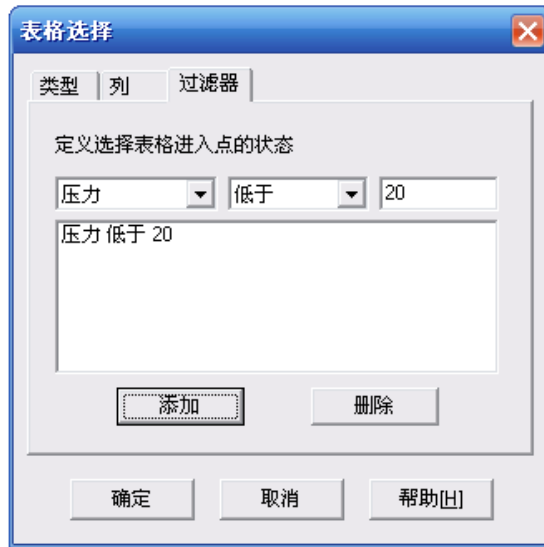 表格选择
类型 列 过滤器
定义选择表格进入点的状态
压力 低于 20
压力 低于 20
添加 删除
确定 取消 帮助[H]